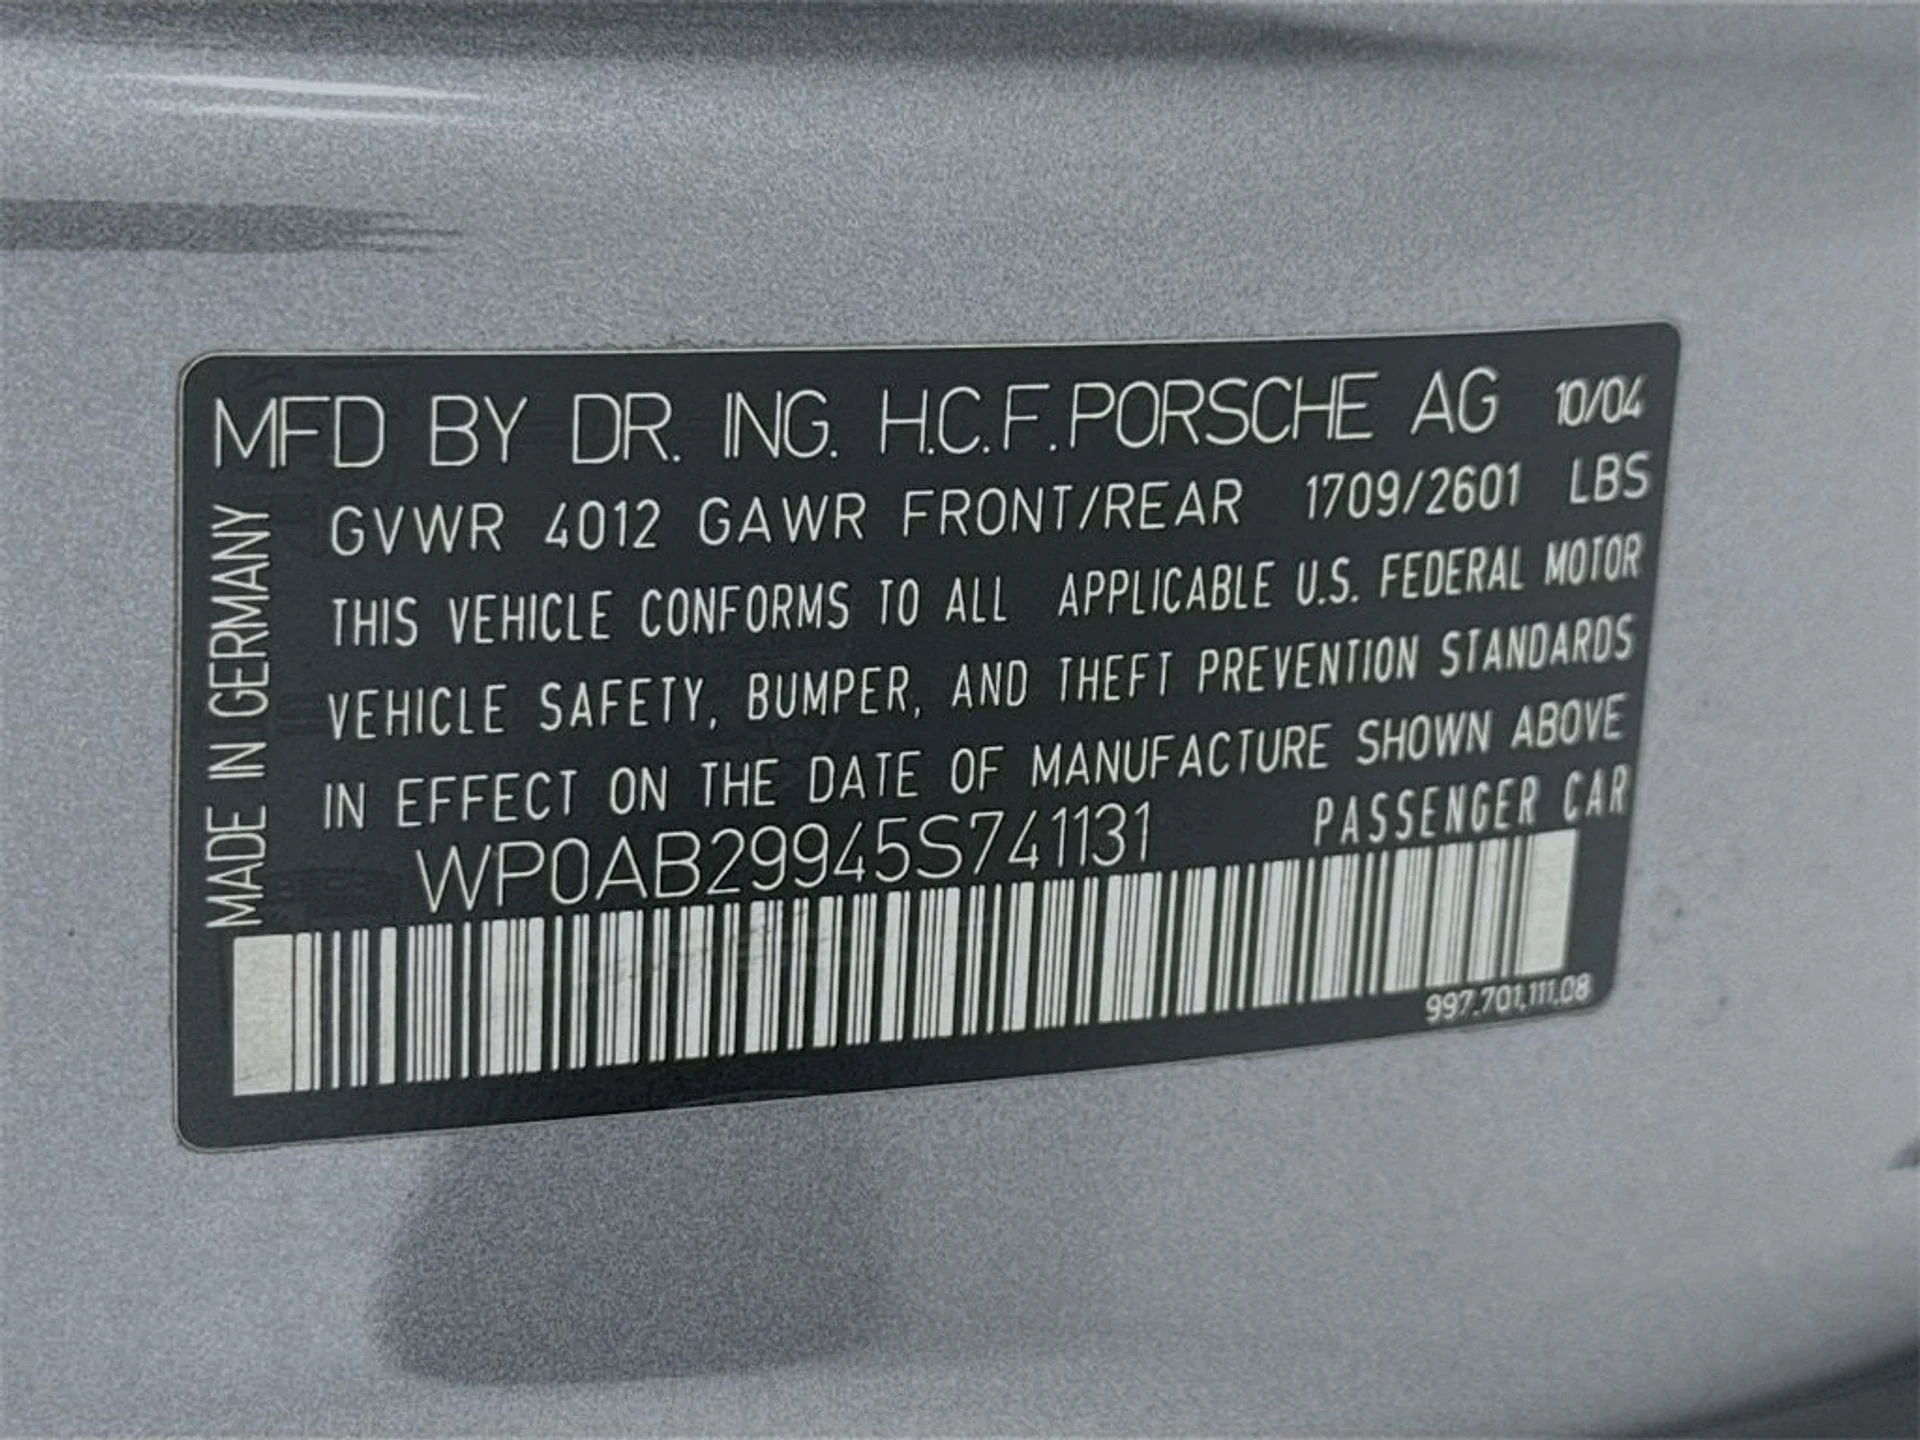 MFD BY DR. ING. H.C.F. PORSCHE AG 10/04
GVWR 4012 GAWR FRONT/REAR 1709/2601 LBS
THIS VEHICLE CONFORMS TO ALL APPLICABLE U.S. FEDERAL MOTOR
VEHICLE SAFETY, BUMPER, AND THEFT PREVENTION STANDARDS
IN EFFECT ON THE DATE OF MANUFACTURE SHOWN ABOVE
WP0AB29945S741131 PASSENGER CAR
997.701.111.08
MADE IN GERMANY